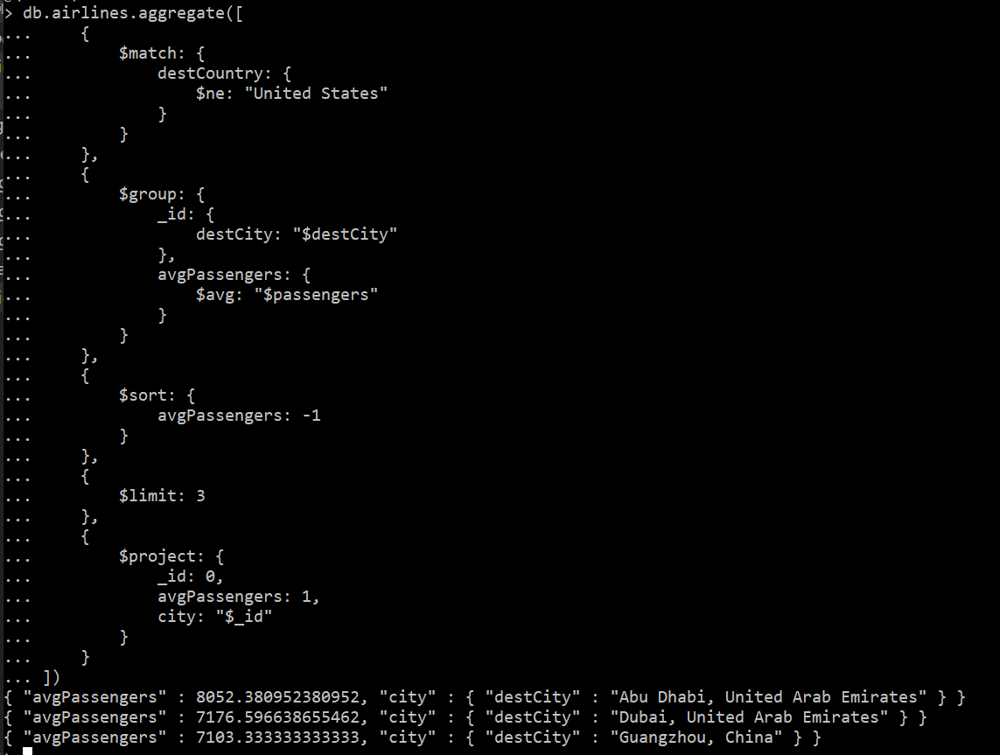 > db.airlines.aggregate([
...     {
...         $match: {
...             destCountry: {
...                 $ne: "United States"
...             }
...         }
...     },
...     {
...         $group: {
...             _id: {
...                 destCity: "$destCity"
...             },
...             avgPassengers: {
...                 $avg: "$passengers"
...             }
...         }
...     },
...     {
...         $sort: {
...             avgPassengers: -1
...         }
...     },
...     {
...         $limit: 3
...     },
...     {
...         $project: {
...             _id: 0,
...             avgPassengers: 1,
...             city: "$_id"
...         }
...     }
... ])
{ "avgPassengers" : 8052.380952380952, "city" : { "destCity" : "Abu Dhabi, United Arab Emirates" } }
{ "avgPassengers" : 7176.596638655462, "city" : { "destCity" : "Dubai, United Arab Emirates" } }
{ "avgPassengers" : 7103.333333333333, "city" : { "destCity" : "Guangzhou, China" } }